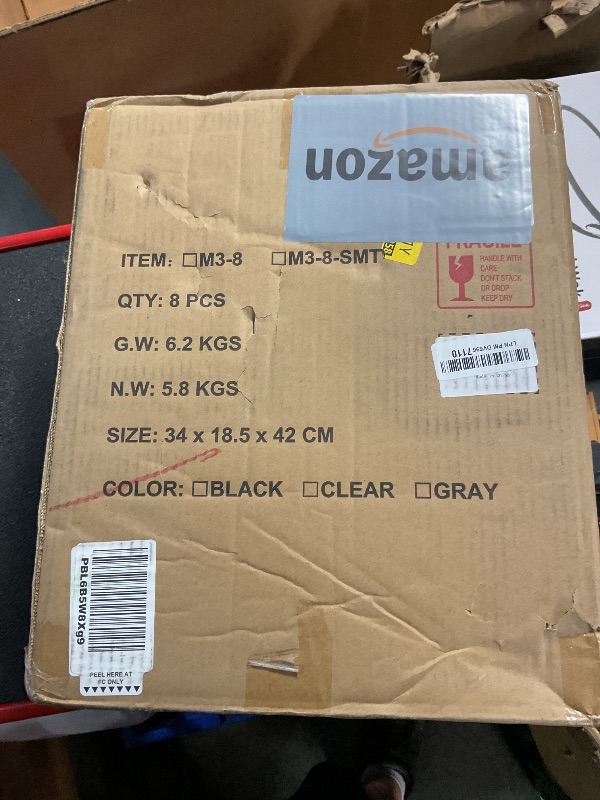 amazon
ITEM: ☐M3-8 ☐M3-8-SMT
FRAGILE
HANDLE WITH
CARE
DON'T STACK
OR DROP
KEEP DRY
QTY: 8 PCS
G.W: 6.2 KGS
7110
N.W: 5.8 KGS
SIZE: 34 x 18.5 x 42 CM
COLOR: ☐BLACK ☐CLEAR ☐GRAY
PBL6B5W8Xg9
PEEL HERE AT
FC ONLY